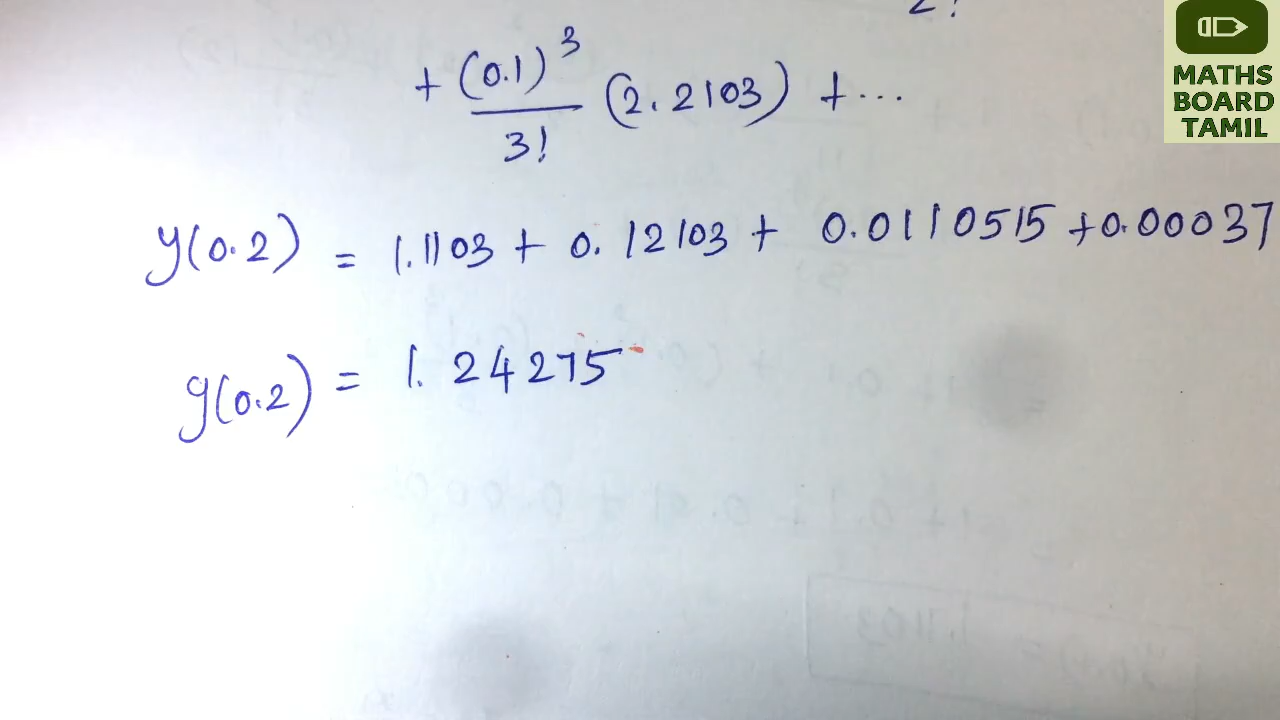 2!
+ (0.1)^3/3! (2.2103) + ...
y(0.2) = 1.1103 + 0.12103 + 0.0110515 + 0.00037
y(0.2) = 1.24275
MATHS
BOARD
TAMIL